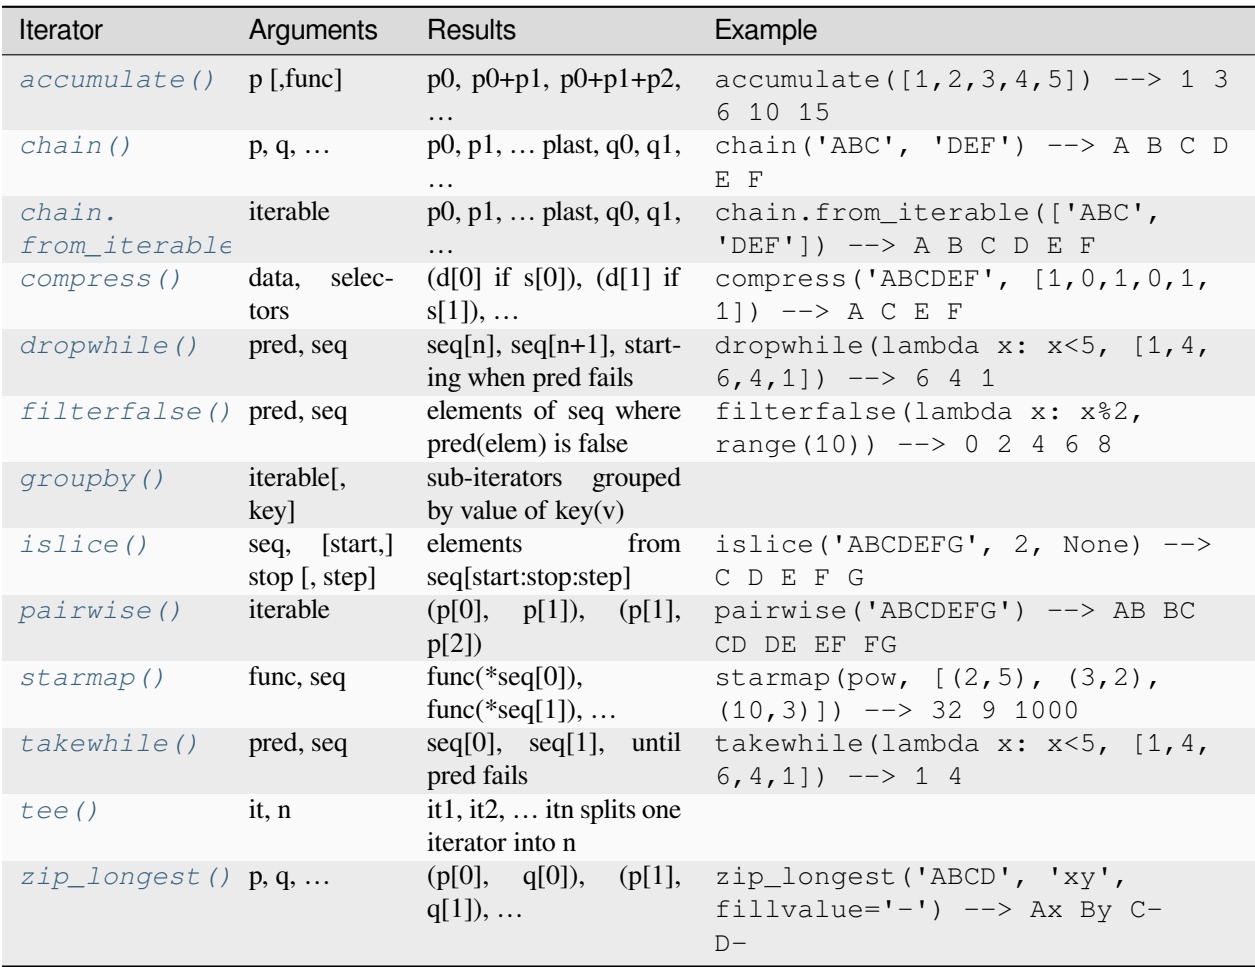 Iterator Arguments Results Example
accumulate() p [,func] p0, p0+p1, p0+p1+p2, accumulate([1,2,3,4,5]) --> 1 3
… 6 10 15
chain() p, q, … p0, p1, … plast, q0, q1, chain('ABC', 'DEF') --> A B C D
… E F
chain. iterable p0, p1, … plast, q0, q1, chain.from_iterable(['ABC',
from_iterable … 'DEF']) --> A B C D E F
compress() data, selec- (d[0] if s[0]), (d[1] if compress('ABCDEF', [1,0,1,0,1,
tors s[1]), … 1]) --> A C E F
dropwhile() pred, seq seq[n], seq[n+1], start- dropwhile(lambda x: x<5, [1,4,
ing when pred fails 6,4,1]) --> 6 4 1
filterfalse() pred, seq elements of seq where filterfalse(lambda x: x%2,
pred(elem) is false range(10)) --> 0 2 4 6 8
groupby() iterable[, sub-iterators grouped
key] by value of key(v)
islice() seq, [start,] elements from islice('ABCDEFG', 2, None) -->
stop [, step] seq[start:stop:step] C D E F G
pairwise() iterable (p[0], p[1]), (p[1], pairwise('ABCDEFG') --> AB BC
p[2]) CD DE EF FG
starmap() func, seq func(*seq[0]), starmap(pow, [(2,5), (3,2),
func(*seq[1]), … (10,3)]) --> 32 9 1000
takewhile() pred, seq seq[0], seq[1], until takewhile(lambda x: x<5, [1,4,
pred fails 6,4,1]) --> 1 4
tee() it, n it1, it2, … itn splits one
iterator into n
zip_longest() p, q, … (p[0], q[0]), (p[1], zip_longest('ABCD', 'xy',
q[1]), … fillvalue='-') --> Ax By C-
D-